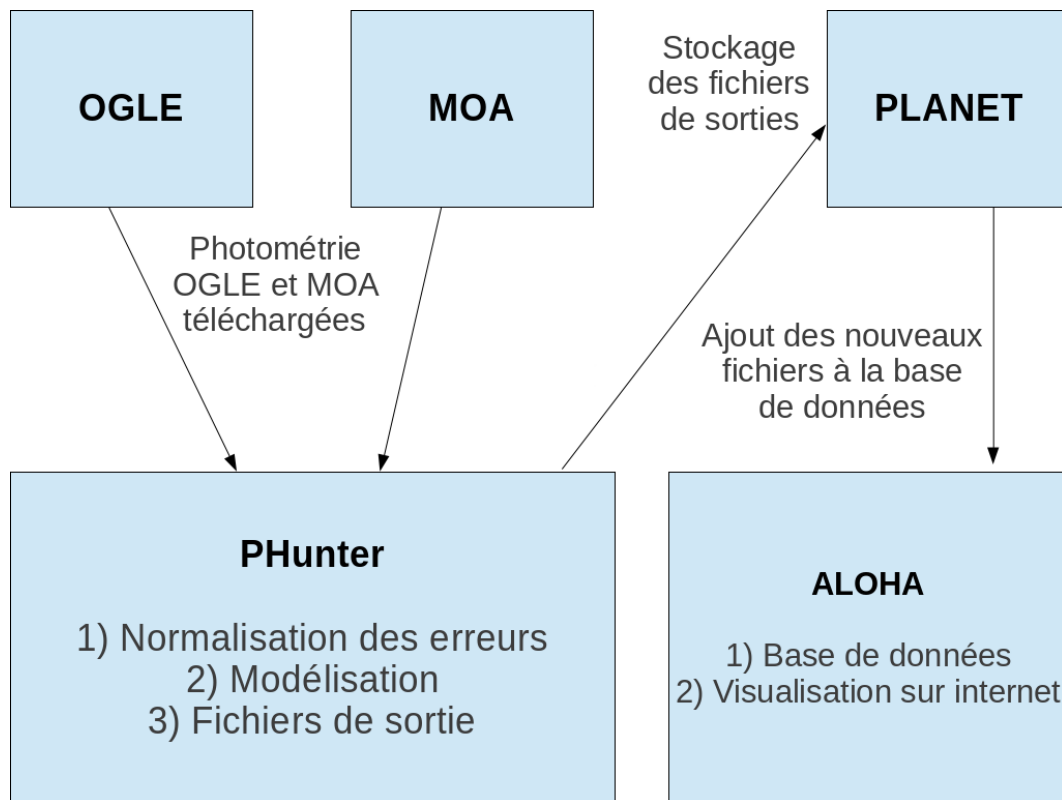 OGLE
MOA
Stockage
des fichiers
de sorties
PLANET
Photométrie
OGLE et MOA
téléchargées
Ajout des nouveaux
fichiers à la base
de données
PHunter
1) Normalisation des erreurs
2) Modélisation
3) Fichiers de sortie
ALOHA
1) Base de données
2) Visualisation sur internet